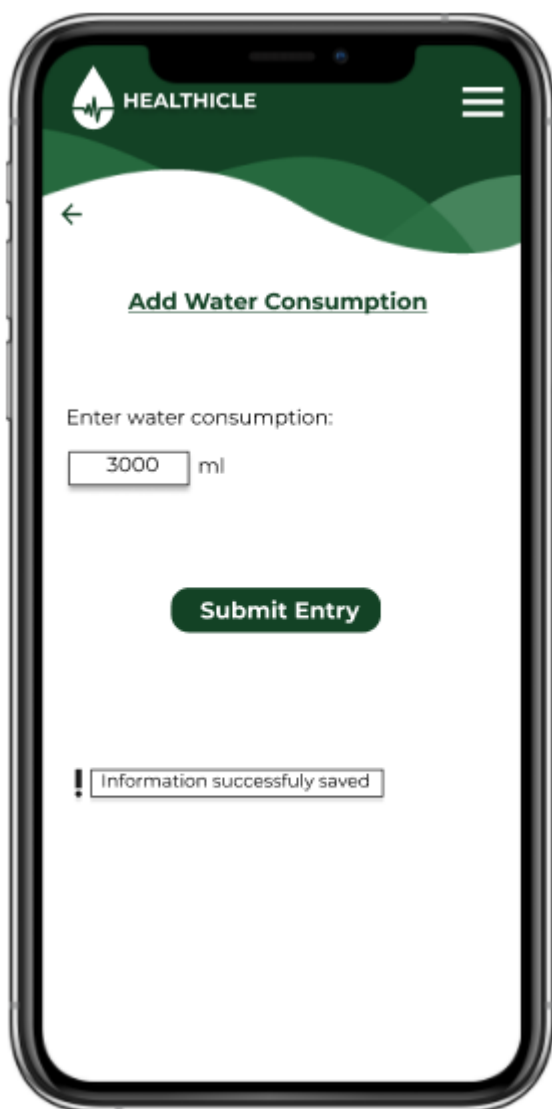 HEALTHICLE
Add Water Consumption
Enter water consumption:
3000 ml
Submit Entry
Information successfuly saved